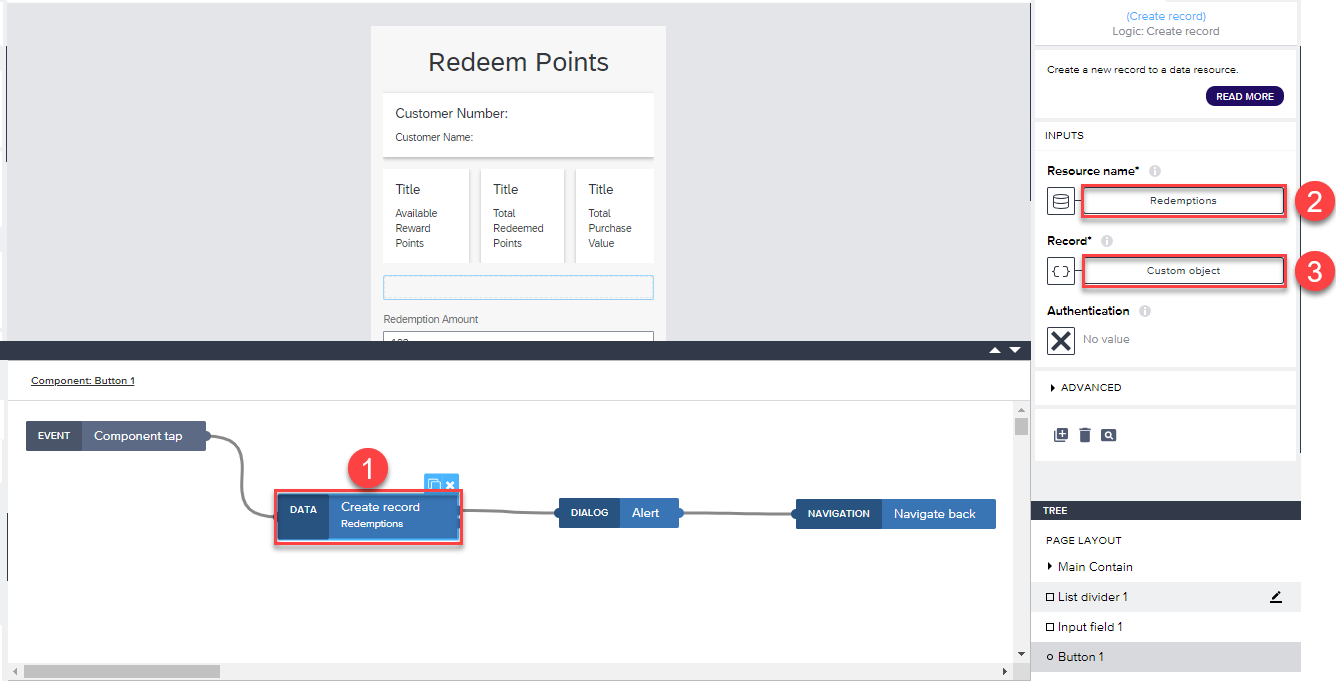 Redeem Points
Customer Number:
Customer Name:
Title
Available
Reward
Points
Title
Total
Redeemed
Points
Title
Total
Purchase
Value
Redemption Amount
(Create record)
Logic: Create record
Create a new record to a data resource.
READ MORE
INPUTS
Resource name*
Redemptions
2
Record*
Custom object
3
Authentication
No value
ADVANCED
Component: Button 1
EVENT Component tap
1
DATA Create record
Redemptions
DIALOG Alert
NAVIGATION Navigate back
TREE
PAGE LAYOUT
Main Contain
List divider 1
Input field 1
Button 1